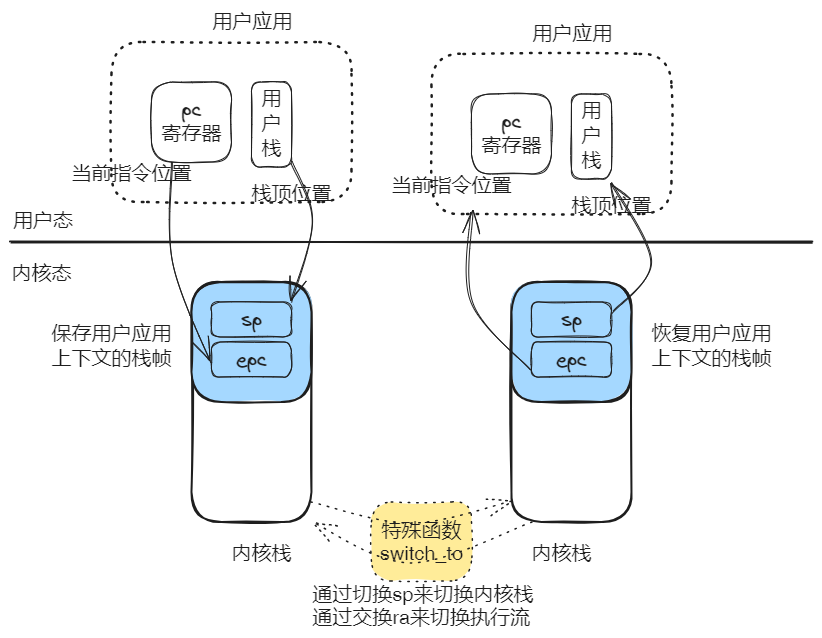 用户应用
用户应用
pc
寄存器
用
户
栈
pc
寄存器
用
户
栈
当前指令位置
栈顶位置
当前指令位置
栈顶位置
用户态
内核态
保存用户应用
上下文的栈帧
sp
epc
sp
epc
恢复用户应用
上下文的栈帧
特殊函数
switch_to
内核栈
内核栈
通过切换sp来切换内核栈
通过交换ra来切换执行流